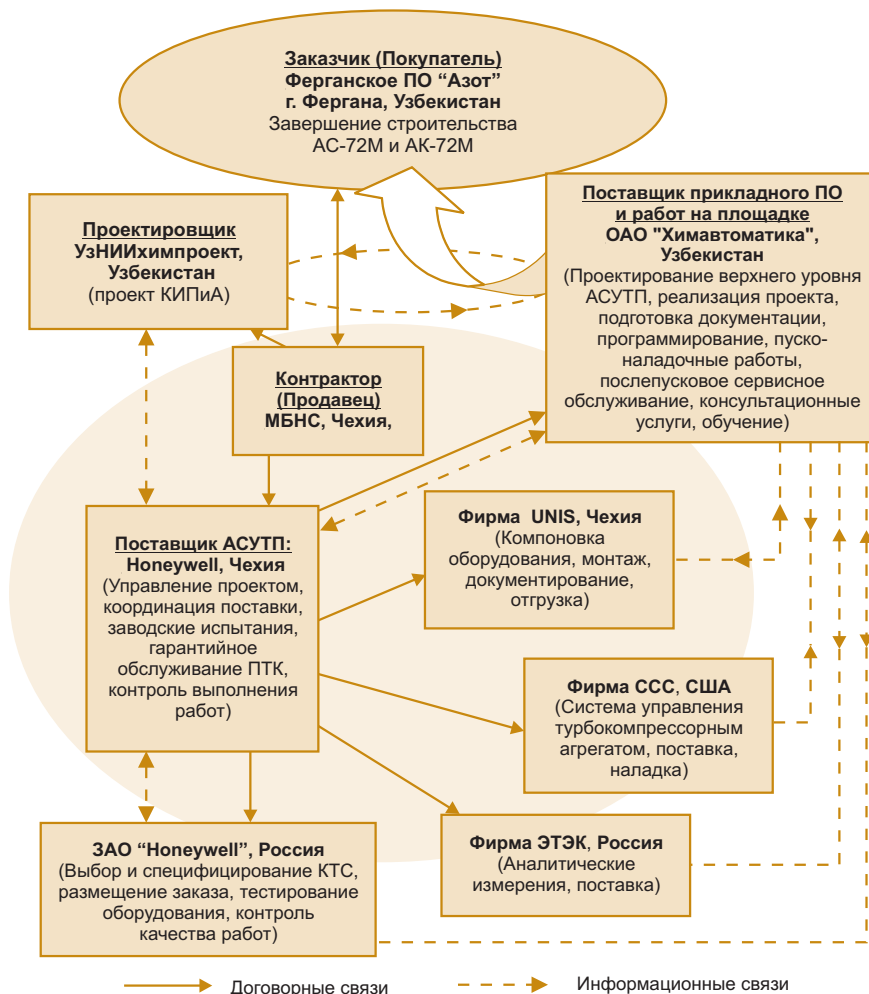 Заказчик (Покупатель)
Ферганское ПО “Азот”
г. Фергана, Узбекистан
Завершение строительства
АС-72М и АК-72М
Проектировщик
УзНИИхимпроект,
Узбекистан
(проект КИПиА)
Поставщик прикладного ПО
и работ на площадке
ОАО "Химавтоматика",
Узбекистан
(Проектирование верхнего уровня
АСУТП, реализация проекта,
подготовка документации,
программирование, пуско-
наладочные работы,
послепусковое сервисное
обслуживание, консультационные
услуги, обучение)
Контрактор
(Продавец)
МБНС, Чехия,
Поставщик АСУТП:
Honeywell, Чехия
(Управление проектом,
координация поставки,
заводские испытания,
гарантийное
обслуживание ПТК,
контроль выполнения
работ)
Фирма UNIS, Чехия
(Компоновка
оборудования, монтаж,
документирование,
отгрузка)
Фирма ССС, США
(Система управления
турбокомпрессорным
агрегатом, поставка,
наладка)
Фирма ЭТЭК, Россия
(Аналитические
измерения, поставка)
ЗАО “Honeywell”, Россия
(Выбор и специфицирование КТС,
размещение заказа, тестирование
оборудования, контроль
качества работ)
Договорные связи
Информационные связи